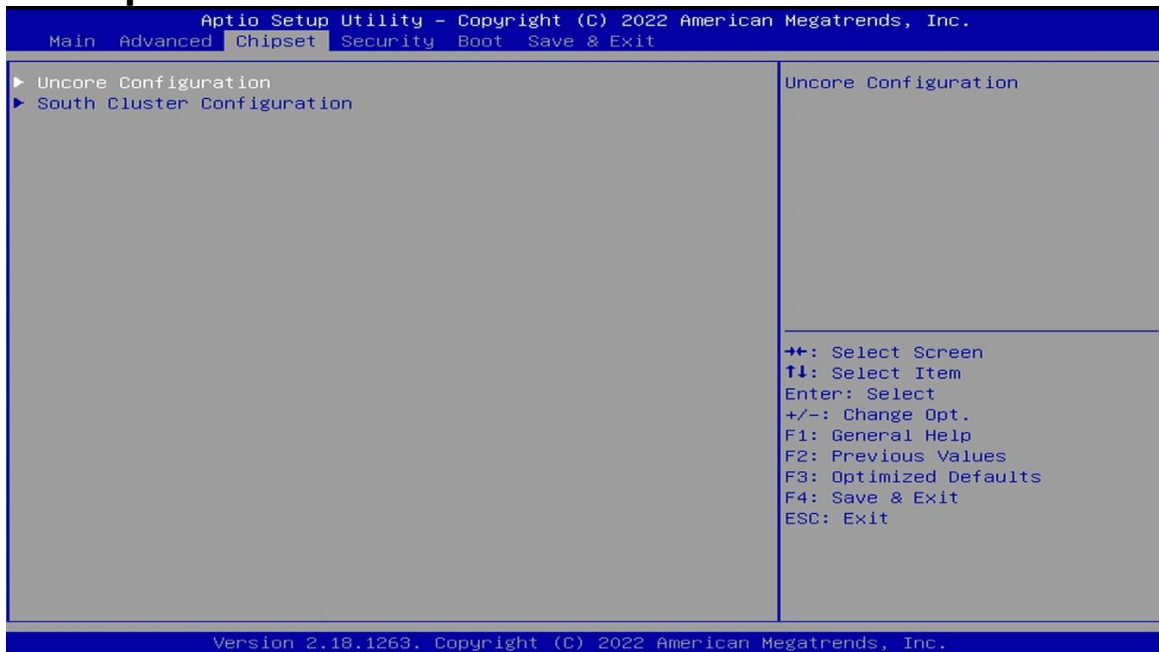 Aptio Setup Utility – Copyright (C) 2022 American Megatrends, Inc.
Main Advanced Chipset Security Boot Save & Exit
► Uncore Configuration
► South Cluster Configuration
Uncore Configuration
→←: Select Screen
↑↓: Select Item
Enter: Select
+/-: Change Opt.
F1: General Help
F2: Previous Values
F3: Optimized Defaults
F4: Save & Exit
ESC: Exit
Version 2.18.1263. Copyright (C) 2022 American Megatrends, Inc.